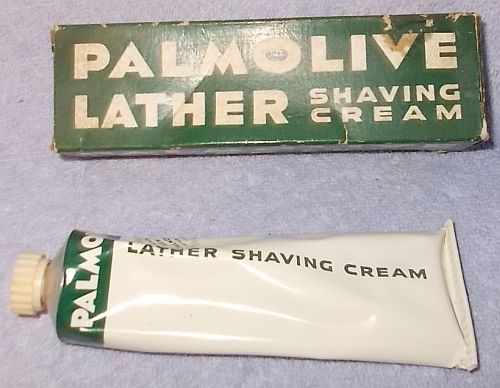 PALMOLIVE
LATHER SHAVING CREAM
PALMO
LATHER SHAVING CREAM